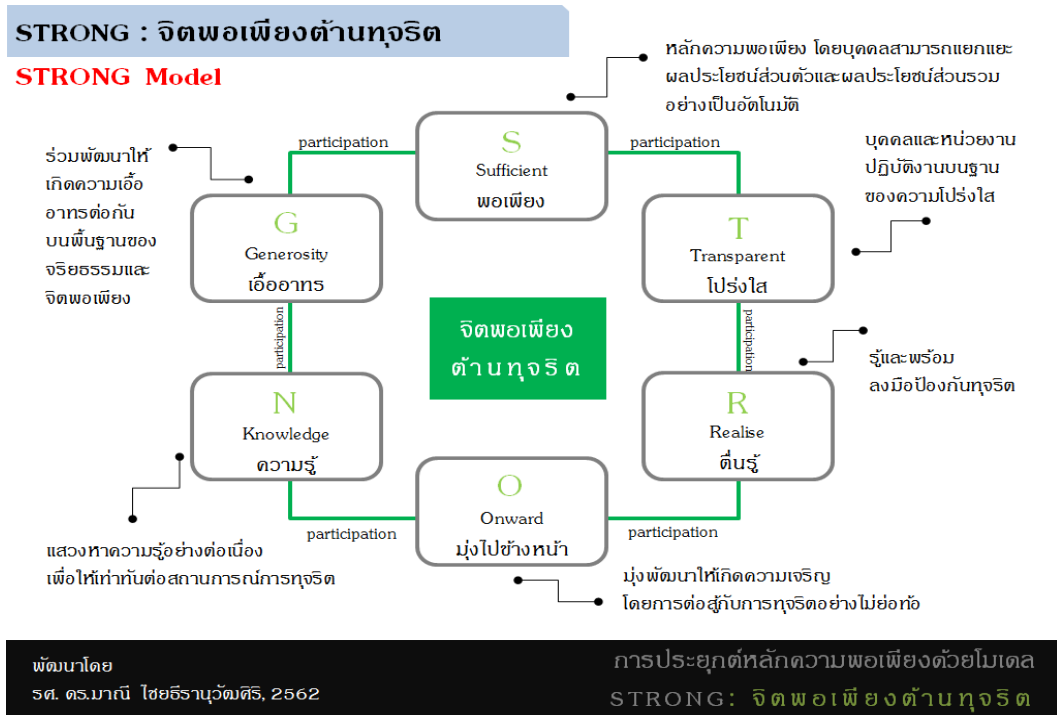 STRONG : จิตพอเพียงต้านทุจริต
STRONG Model
หลักความพอเพียง โดยบุคคลสามารถแยกแยะ
ผลประโยชน์ส่วนตัวและผลประโยชน์ส่วนรวม
อย่างเป็นอัตโนมัติ
participation
S
Sufficient
พอเพียง
participation
บุคคลและหน่วยงาน
ปฏิบัติงานบนฐาน
ของความโปร่งใส
ร่วมพัฒนาให้
เกิดความเอื้อ
อาทรต่อกัน
บนพื้นฐานของ
จริยธรรมและ
จิตพอเพียง
G
Generosity
เอื้ออาทร
T
Transparent
โปร่งใส
จิตพอเพียง
ต้านทุจริต
participation
participation
รู้และพร้อม
ลงมือป้องกันทุจริต
N
Knowledge
ความรู้
R
Realise
ตื่นรู้
O
Onward
มุ่งไปข้างหน้า
participation
participation
แสวงหาความรู้อย่างต่อเนื่อง
เพื่อให้เท่าทันต่อสถานการณ์การทุจริต
มุ่งพัฒนาให้เกิดความเจริญ
โดยการต่อสู้กับการทุจริตอย่างไม่ย่อท้อ
พัฒนาโดย
รศ. ดร.มาณี ไชยธีรานุวัฒศิริ, 2562
การประยุกต์หลักความพอเพียงด้วยโมเดล
STRONG: จิตพอเพียงต้านทุจริต